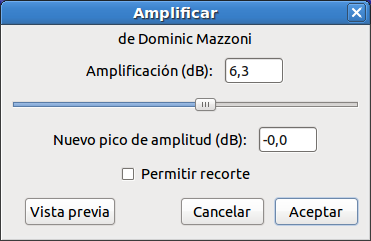 Amplificar
de Dominic Mazzoni
Amplificación (dB): 6,3
Nuevo pico de amplitud (dB): -0,0
Permitir recorte
Vista previa Cancelar Aceptar